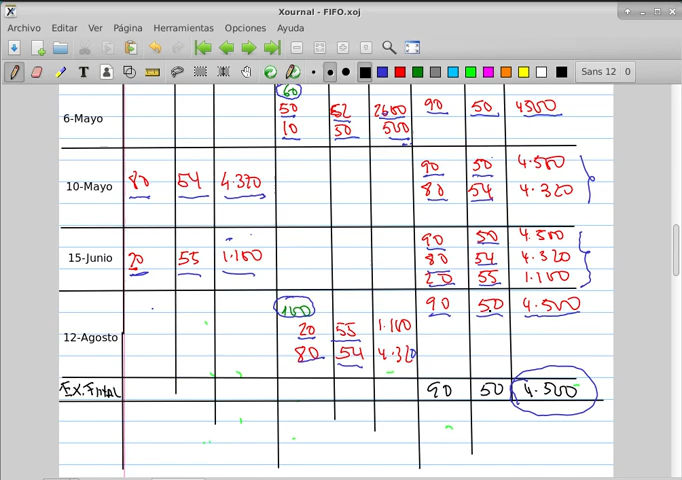 Xournal - FIFO.xoj
Archivo Editar Ver Página Herramientas Opciones Ayuda
Sans 12 0
60
6-Mayo 50 52 2600 90 50 4500
10 50 500
10-Mayo 80 54 4.320 90 50 4.500
80 54 4.320
15-Junio 20 55 1.100 90 50 4.500
80 54 4.320
20 55 1.100
100 90 50 4.500
12-Agosto 20 55 1.100
80 54 4.320
EX. FINAL 90 50 4.500